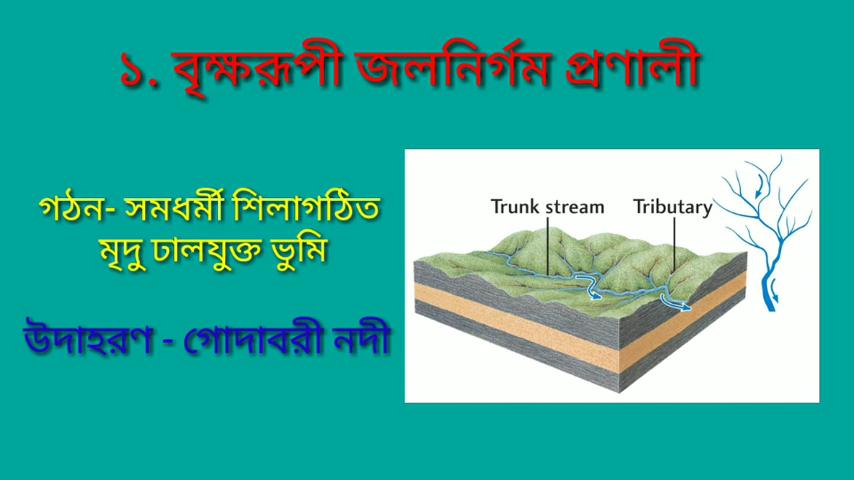 ১. বৃক্ষরূপী জলনির্গম প্রণালী
গঠন- সমধর্মী শিলাগঠিত
মৃদু ঢালযুক্ত ভুমি
উদাহরণ - গোদাবরী নদী
Trunk stream
Tributary